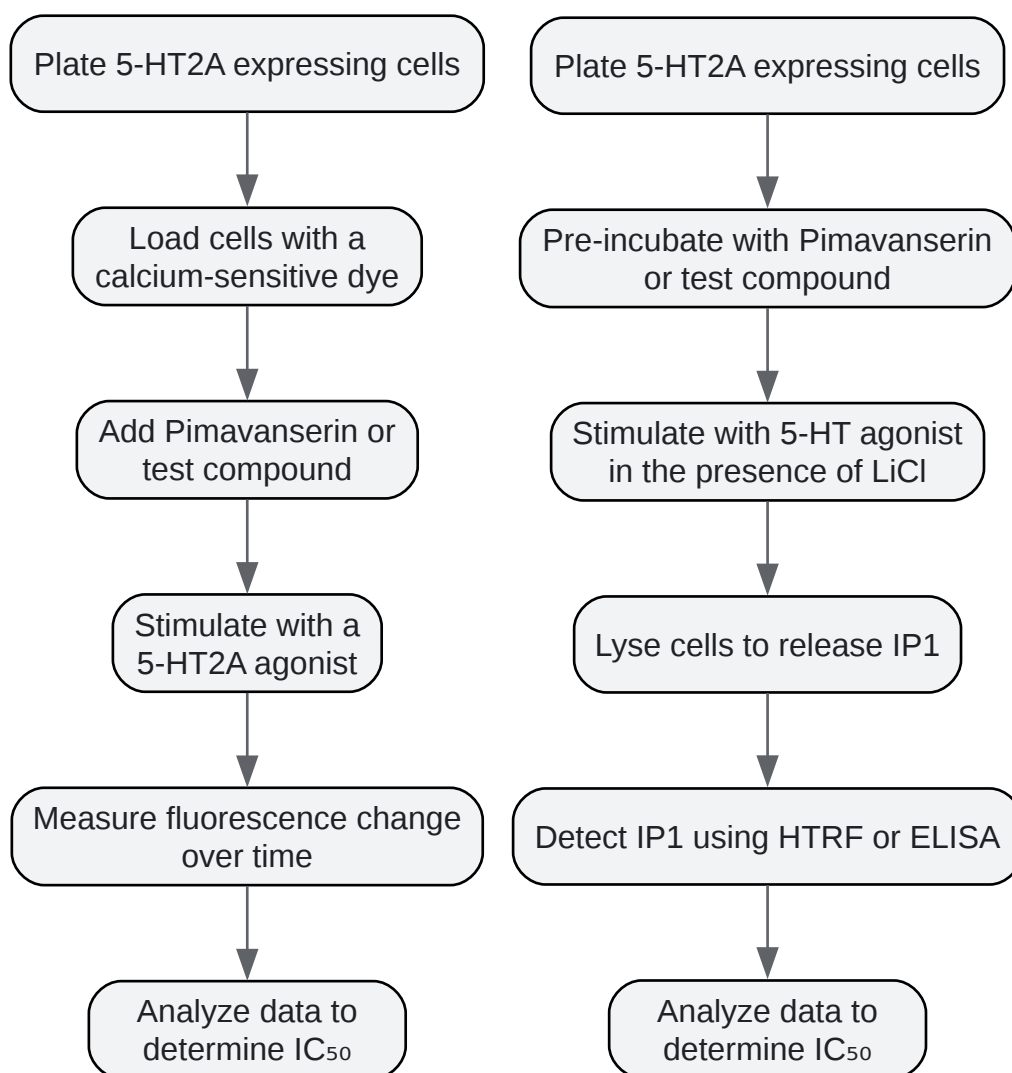 Plate 5-HT2A expressing cells
Load cells with a
calcium-sensitive dye
Add Pimavanserin or
test compound
Stimulate with a
5-HT2A agonist
Measure fluorescence change
over time
Analyze data to
determine IC₅₀
Plate 5-HT2A expressing cells
Pre-incubate with Pimavanserin
or test compound
Stimulate with 5-HT agonist
in the presence of LiCl
Lyse cells to release IP1
Detect IP1 using HTRF or ELISA
Analyze data to
determine IC₅₀